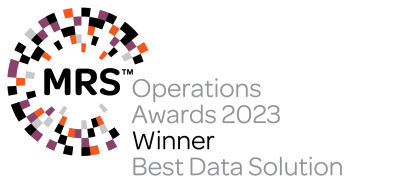 MRS™
Operations
Awards 2023
Winner
Best Data Solution